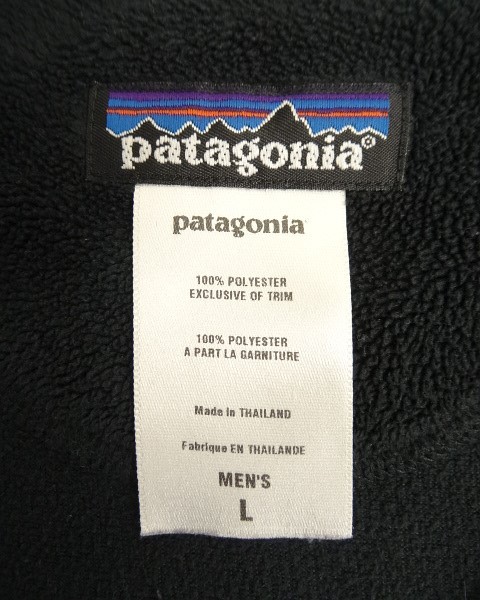 patagonia®
patagonia
100% POLYESTER
EXCLUSIVE OF TRIM
100% POLYESTER
A PART LA GARNITURE
Made in THAILAND
Fabrique EN THAILANDE
MEN'S
L